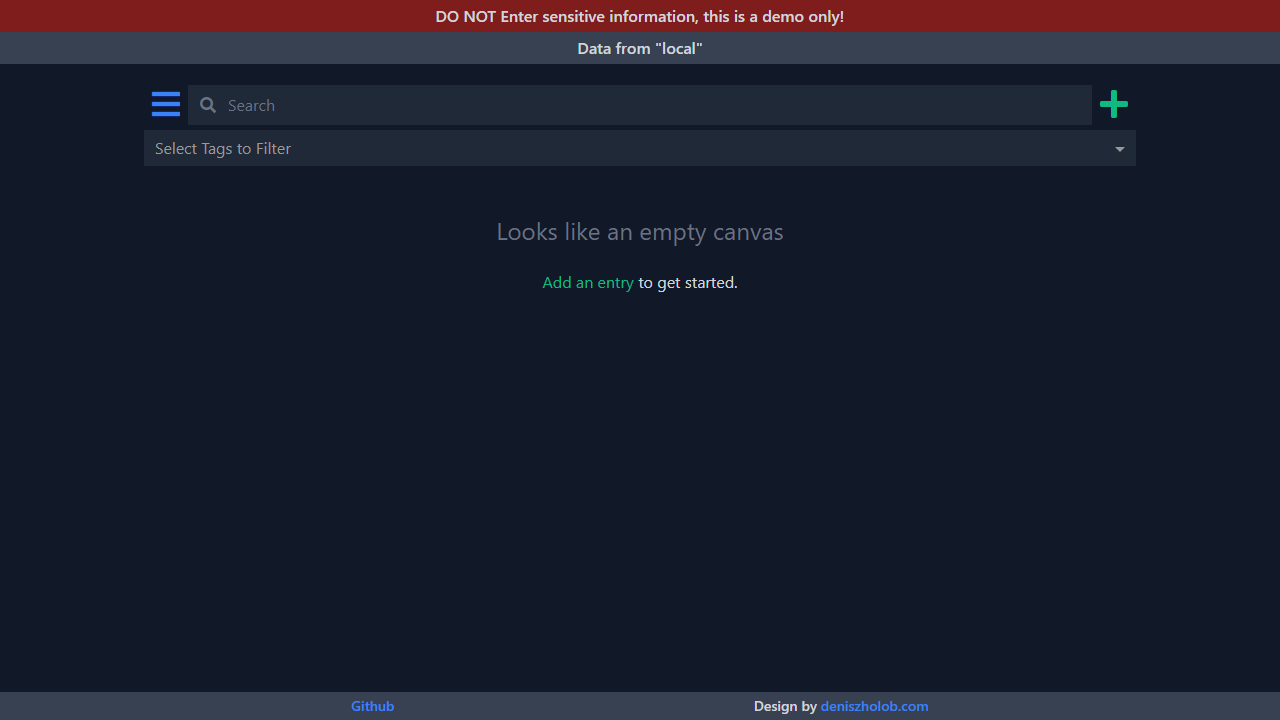 DO NOT Enter sensitive information, this is a demo only!
Data from "local"
Search
Select Tags to Filter
Looks like an empty canvas
Add an entry to get started.
Github
Design by deniszholob.com